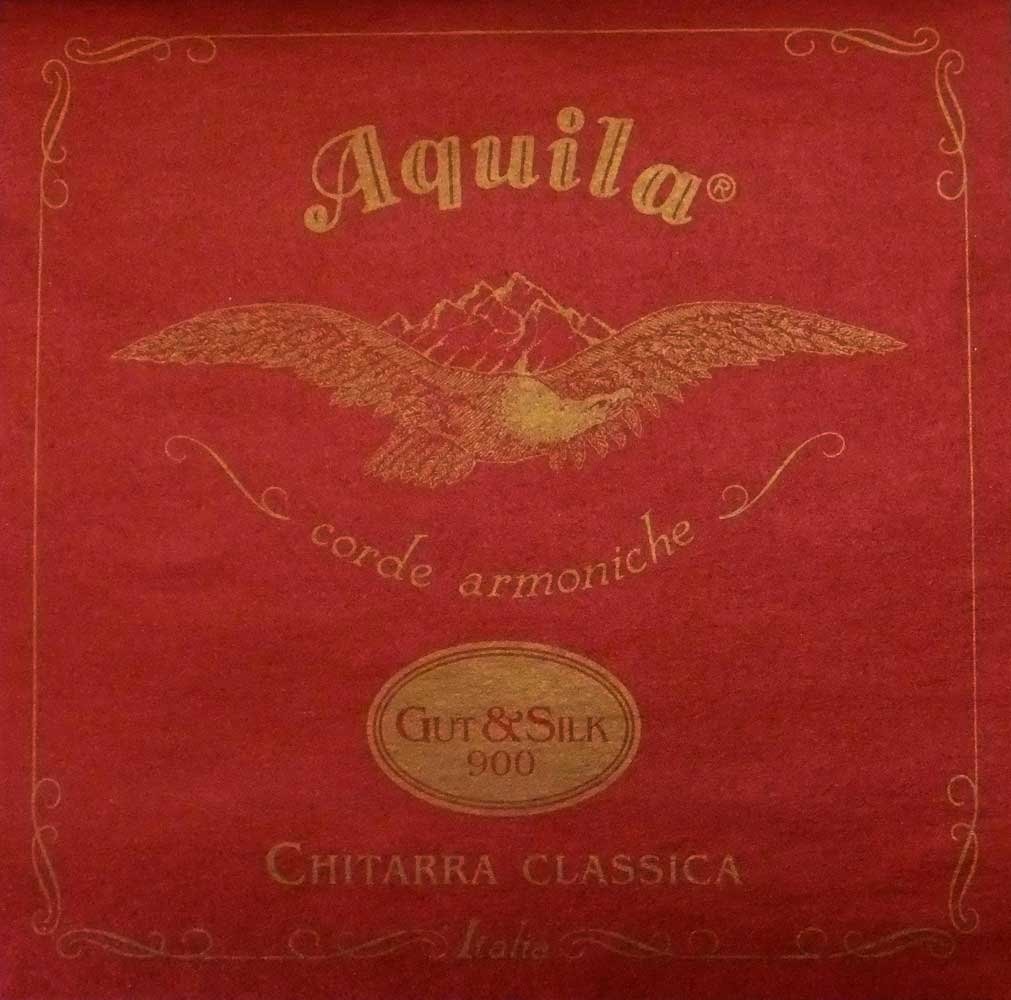 Aquila®
corde armoniche
GUT & SILK
900
CHITARRA CLASSICA
Italia